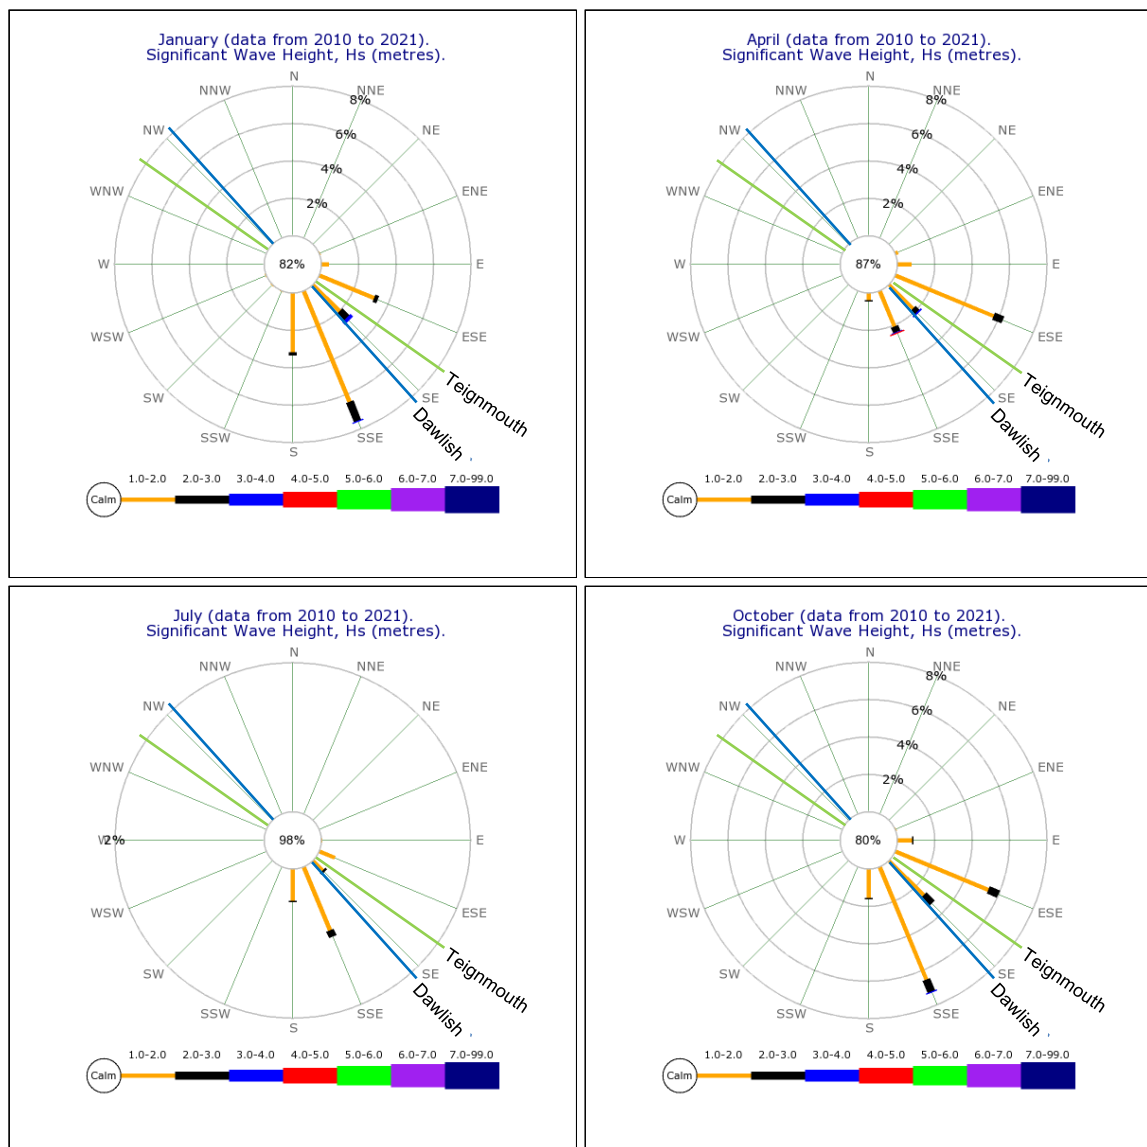 January (data from 2010 to 2021).
Significant Wave Height, Hs (metres).
N
NNW
NNE
8%
NW
NE
6%
4%
WNW
ENE
2%
W
82%
E
WSW
ESE
Teignmouth
SW
SE
Dawlish
SSW
SSE
S
1.0-2.0 2.0-3.0 3.0-4.0 4.0-5.0 5.0-6.0 6.0-7.0 7.0-99.0
Calm
April (data from 2010 to 2021).
Significant Wave Height, Hs (metres).
N
NNW
NNE
8%
NW
NE
6%
4%
WNW
ENE
2%
W
87%
E
WSW
ESE
Teignmouth
SW
SE
Dawlish
SSW
SSE
S
1.0-2.0 2.0-3.0 3.0-4.0 4.0-5.0 5.0-6.0 6.0-7.0 7.0-99.0
Calm
July (data from 2010 to 2021).
Significant Wave Height, Hs (metres).
N
NNW
NNE
NW
NE
WNW
ENE
W
2%
98%
E
WSW
ESE
Teignmouth
SW
SE
Dawlish
SSW
SSE
S
1.0-2.0 2.0-3.0 3.0-4.0 4.0-5.0 5.0-6.0 6.0-7.0 7.0-99.0
Calm
October (data from 2010 to 2021).
Significant Wave Height, Hs (metres).
N
NNW
NNE
8%
NW
NE
6%
4%
WNW
ENE
2%
W
80%
E
WSW
ESE
Teignmouth
SW
SE
Dawlish
SSW
SSE
S
1.0-2.0 2.0-3.0 3.0-4.0 4.0-5.0 5.0-6.0 6.0-7.0 7.0-99.0
Calm